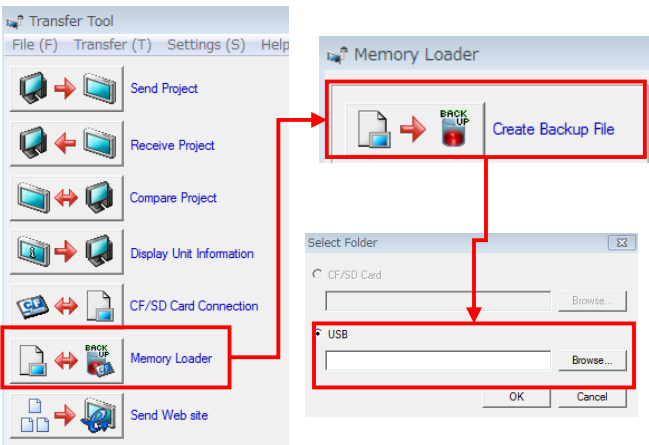 Transfer Tool
File (F) Transfer (T) Settings (S) Help
Send Project
Receive Project
Compare Project
Display Unit Information
CF
CF/SD Card Connection
BACK
UP
CF
Memory Loader
Send Web site
Memory Loader
BACK
UP
Create Backup File
Select Folder
CF/SD Card
Browse...
USB
Browse...
OK Cancel